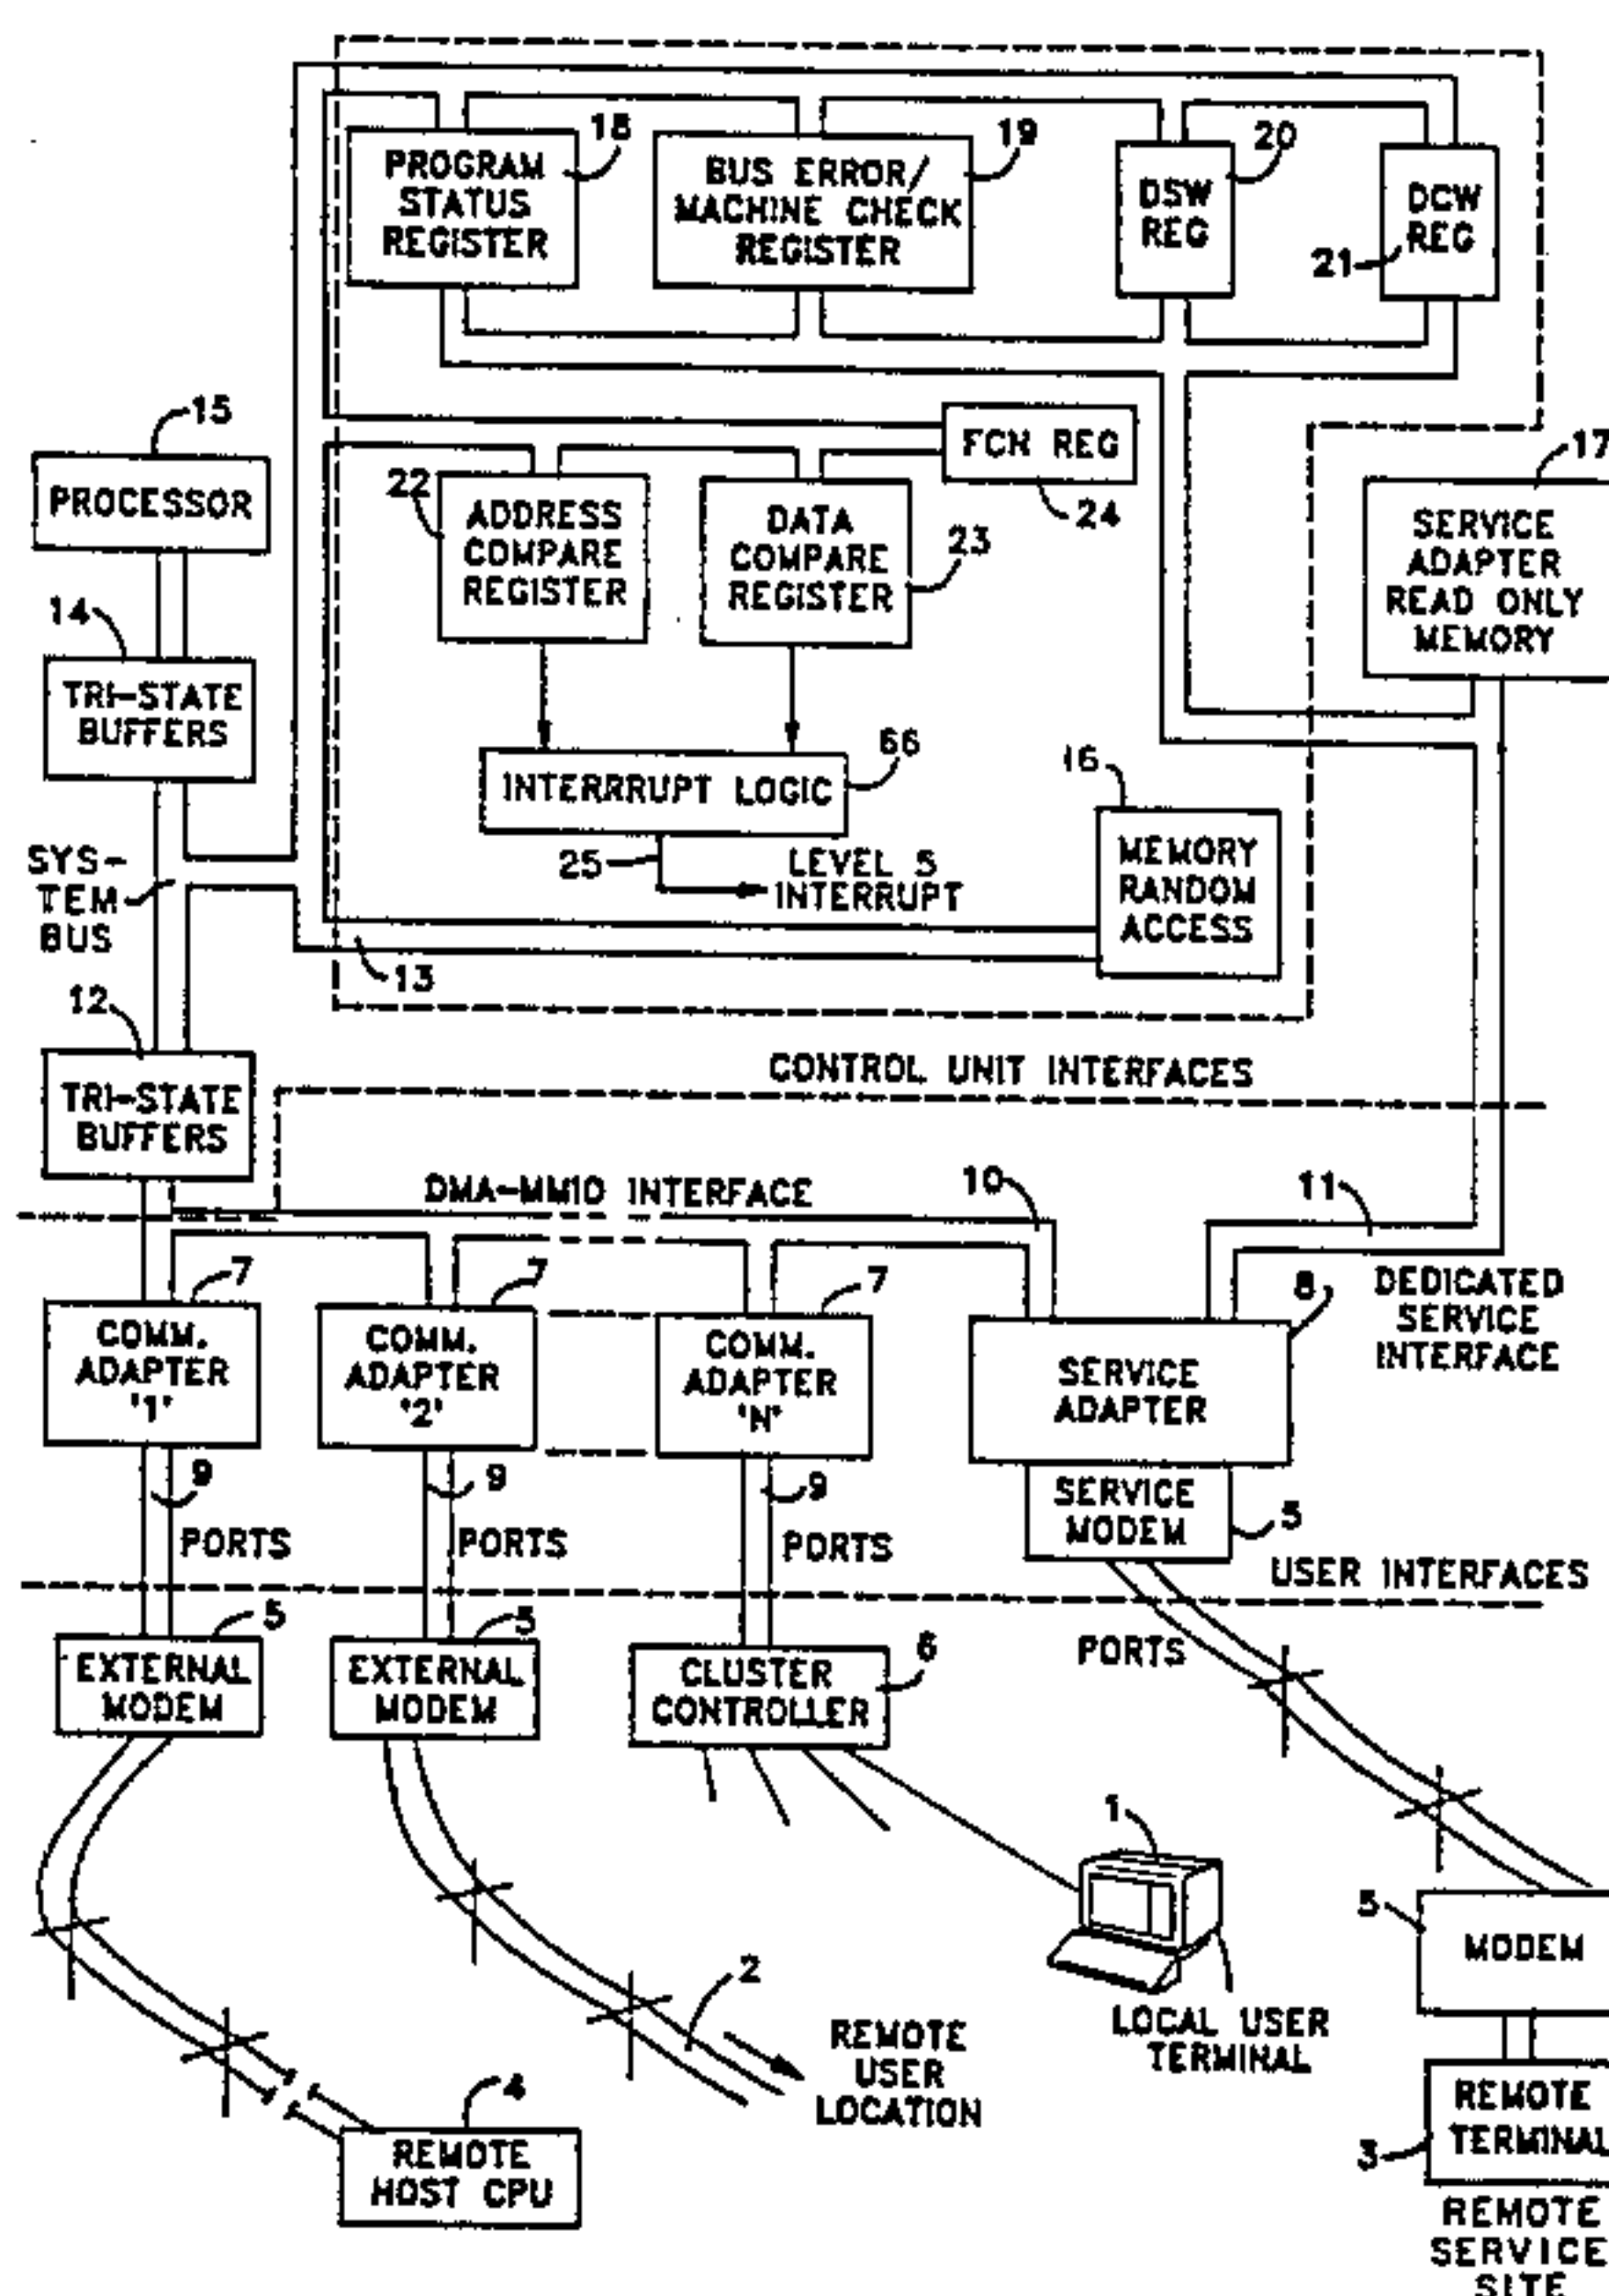 18
PROGRAM
STATUS
REGISTER
19
BUS ERROR/
MACHINE CHECK
REGISTER
20
DSW
REG
21
DCW
REG
15
PROCESSOR
22
ADDRESS
COMPARE
REGISTER
DATA
COMPARE
REGISTER
23
FCN REG
24
17
SERVICE
ADAPTER
READ ONLY
MEMORY
14
TRI-STATE
BUFFERS
66
INTERRRUPT LOGIC
25
LEVEL 5
INTERRUPT
16
MEMORY
RANDOM
ACCESS
SYS-
TEM
BUS
13
12
TRI-STATE
BUFFERS
CONTROL UNIT INTERFACES
DMA-MMIO INTERFACE
10
11
DEDICATED
SERVICE
INTERFACE
7
COMM.
ADAPTER
'1'
7
COMM.
ADAPTER
'2'
7
COMM.
ADAPTER
'N'
8
SERVICE
ADAPTER
SERVICE
MODEM
5
9
PORTS
9
PORTS
9
PORTS
USER INTERFACES
PORTS
5
EXTERNAL
MODEM
5
EXTERNAL
MODEM
6
CLUSTER
CONTROLLER
1
LOCAL USER
TERMINAL
2
REMOTE
USER
LOCATION
4
REMOTE
HOST CPU
5
MODEM
REMOTE
TERMINAL
3
REMOTE
SERVICE
SITE